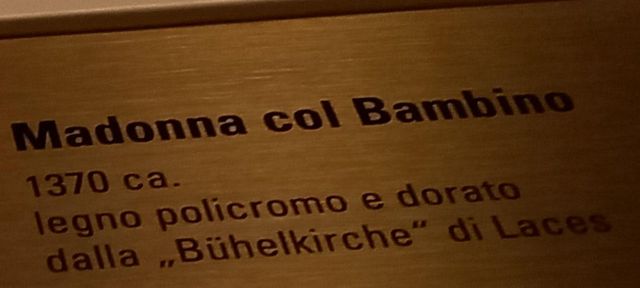 Madonna col Bambino
1370 ca.
legno policromo e dorato
dalla „Bühelkirche“ di Laces